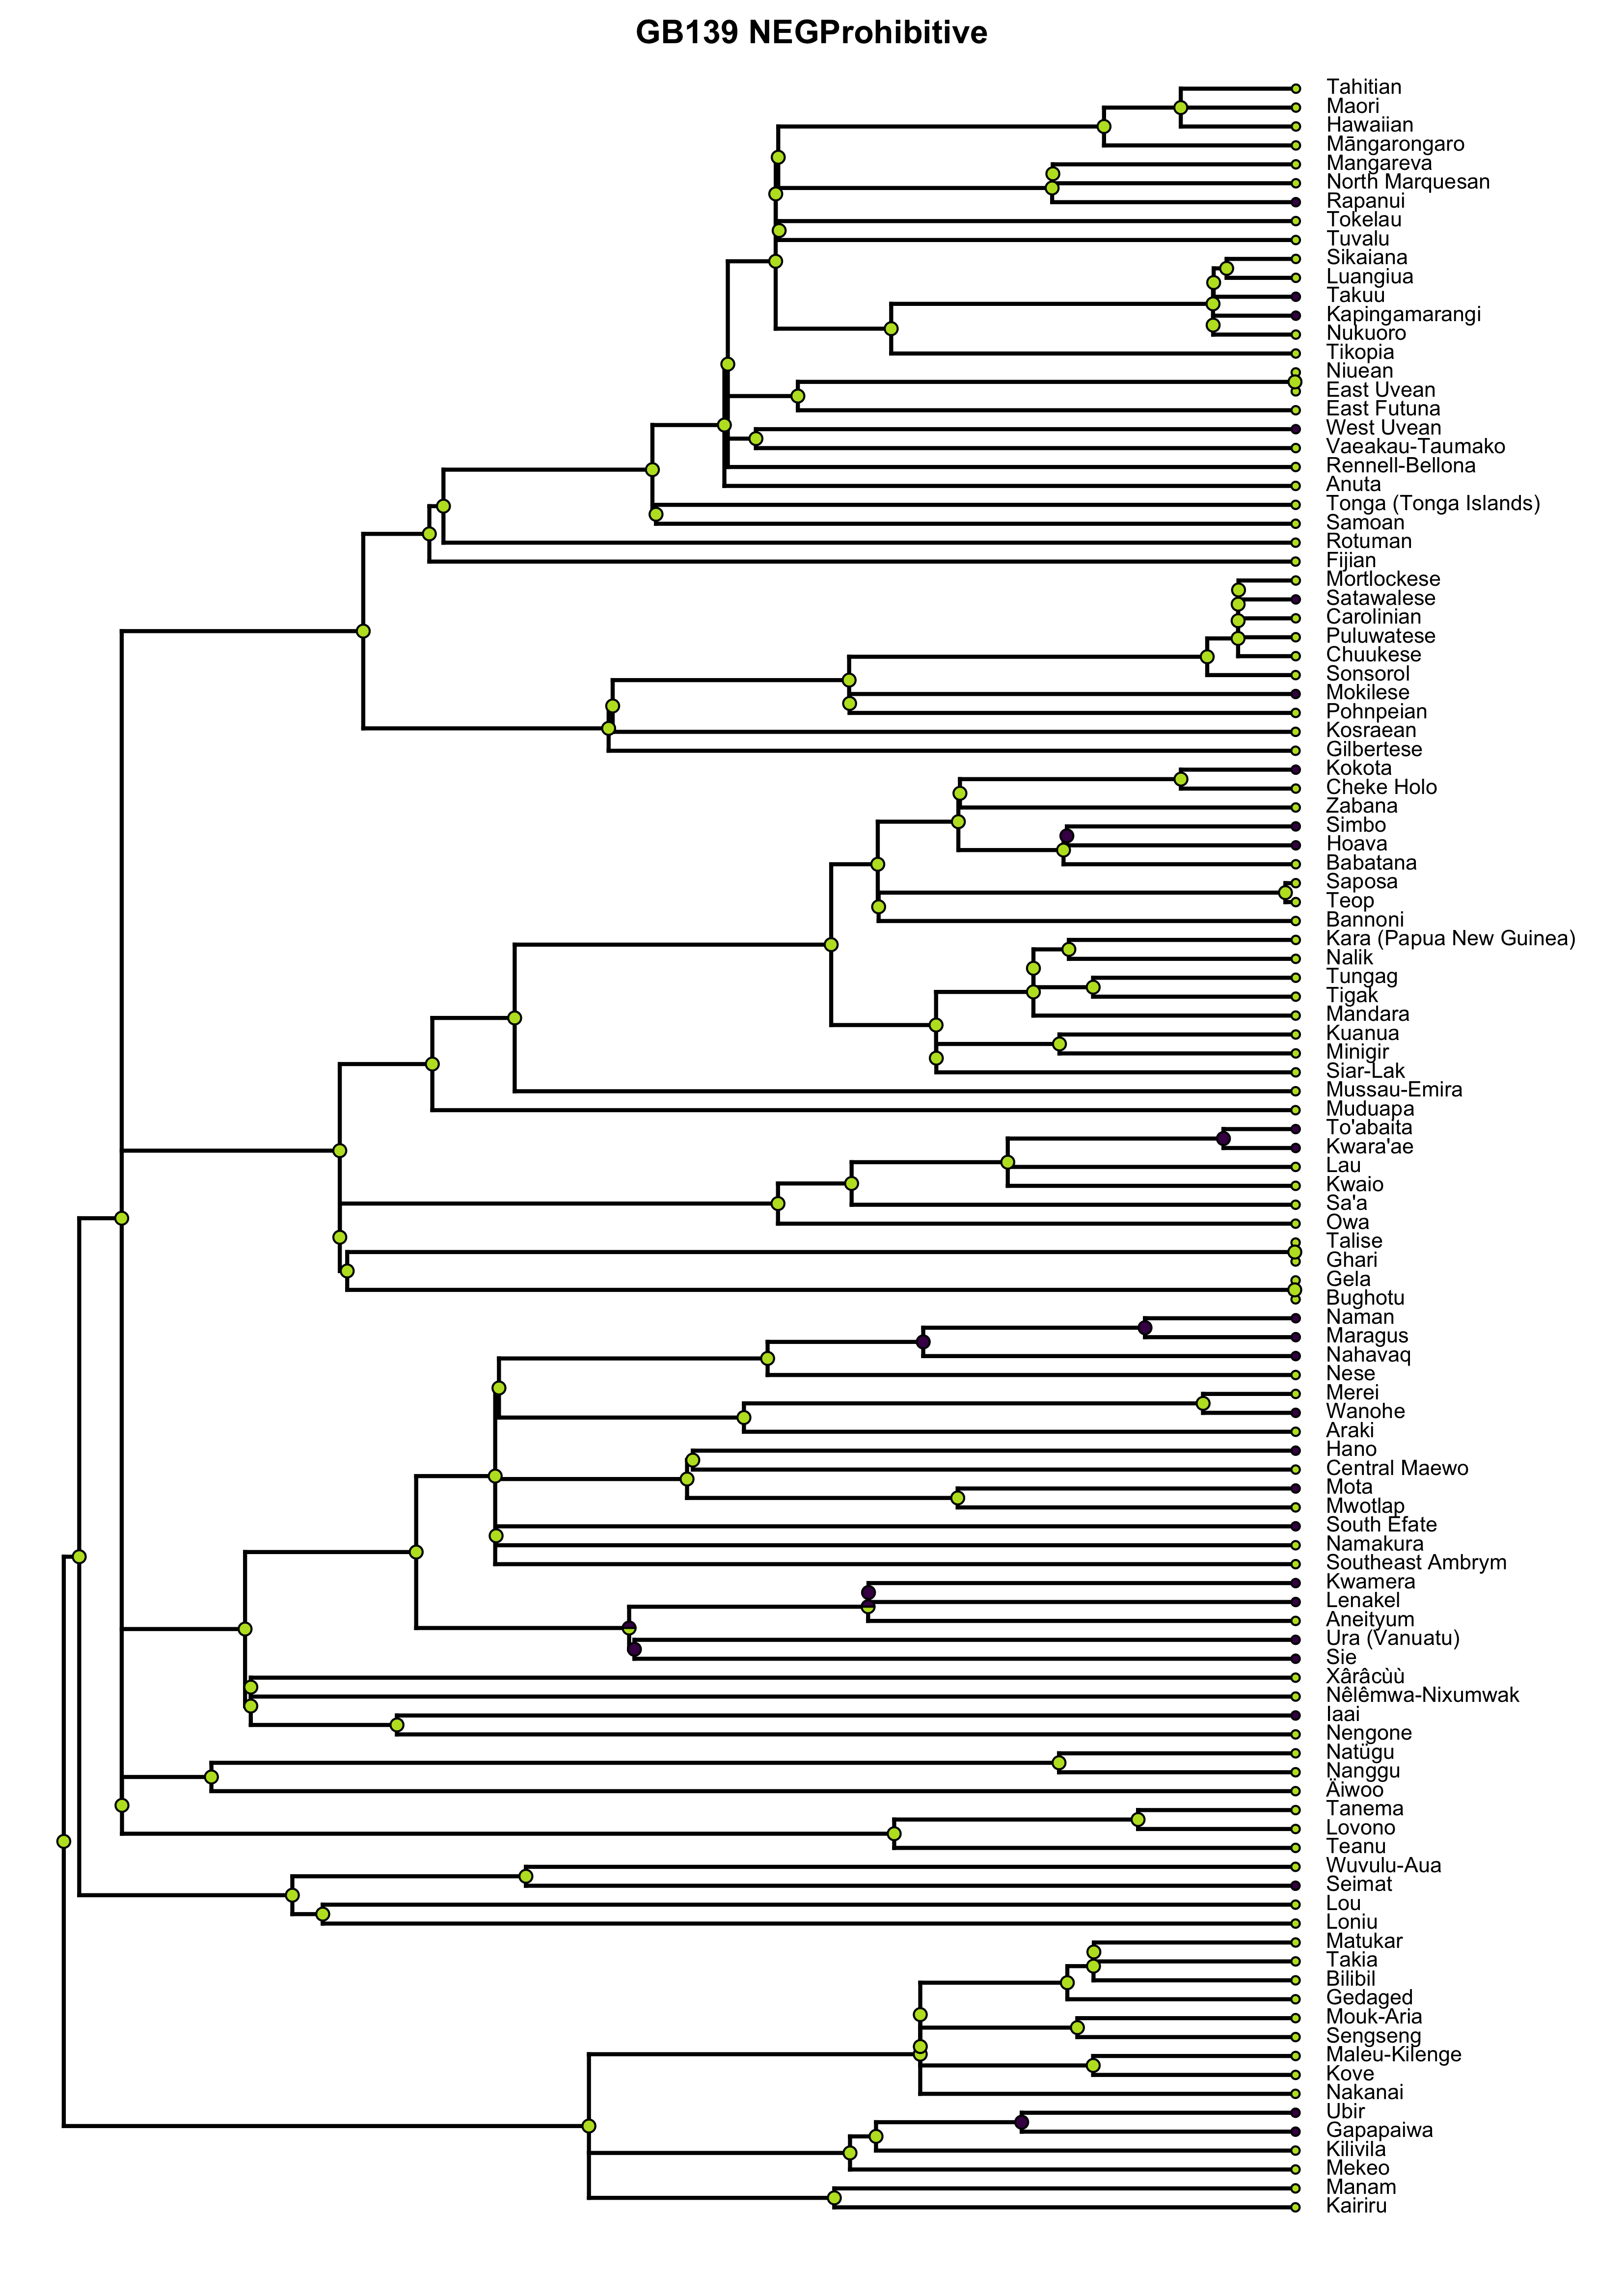 GB139 NEGProhibitive
Tahitian
Maori
Hawaiian
Māngarongaro
Mangareva
North Marquesan
Rapanui
Tokelau
Tuvalu
Sikaiana
Luangiua
Takuu
Kapingamarangi
Nukuoro
Tikopia
Niuean
East Uvean
East Futuna
West Uvean
Vaeakau-Taumako
Rennell-Bellona
Anuta
Tonga (Tonga Islands)
Samoan
Rotuman
Fijian
Mortlockese
Satawalese
Carolinian
Puluwatese
Chuukese
Sonsorol
Mokilese
Pohnpeian
Kosraean
Gilbertese
Kokota
Cheke Holo
Zabana
Simbo
Hoava
Babatana
Saposa
Teop
Bannoni
Kara (Papua New Guinea)
Nalik
Tungag
Tigak
Mandara
Kuanua
Minigir
Siar-Lak
Mussau-Emira
Muduapa
To'abaita
Kwara'ae
Lau
Kwaio
Sa'a
Owa
Talise
Ghari
Gela
Bughotu
Naman
Maragus
Nahavaq
Nese
Merei
Wanohe
Araki
Hano
Central Maewo
Mota
Mwotlap
South Efate
Namakura
Southeast Ambrym
Kwamera
Lenakel
Aneityum
Ura (Vanuatu)
Sie
Xârâcùù
Nêlêmwa-Nixumwak
Iaai
Nengone
Natügu
Nanggu
Äiwoo
Tanema
Lovono
Teanu
Wuvulu-Aua
Seimat
Lou
Loniu
Matukar
Takia
Bilibil
Gedaged
Mouk-Aria
Sengseng
Maleu-Kilenge
Kove
Nakanai
Ubir
Gapapaiwa
Kilivila
Mekeo
Manam
Kairiru